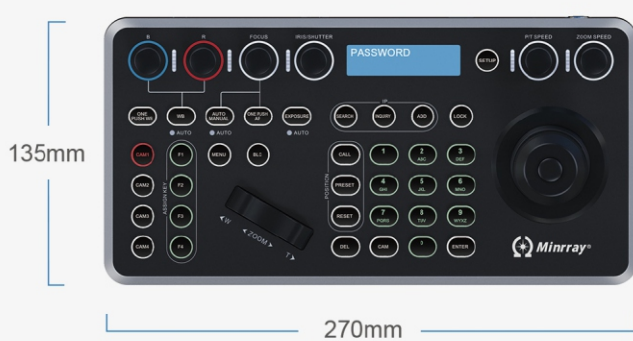 B R FOCUS IRIS/SHUTTER P/T SPEED ZOOM SPEED
PASSWORD
SETUP
IP
ONE PUSH WB WB AUTO MANUAL ONE PUSH AF EXPOSURE SEARCH INQUIRY ADD LOCK
AUTO AUTO AUTO
CAM1 F1 MENU BLC CALL 1 2 ABC 3 DEF
135mm
CAM2 F2 PRESET 4 GHI 5 JKL 6 MNO
ASSIGN KEY
POSITION
CAM3 F3 RESET 7 PQRS 8 TUV 9 WXYZ
W ZOOM T
CAM4 F4 DEL CAM ENTER
Minrray®
270mm